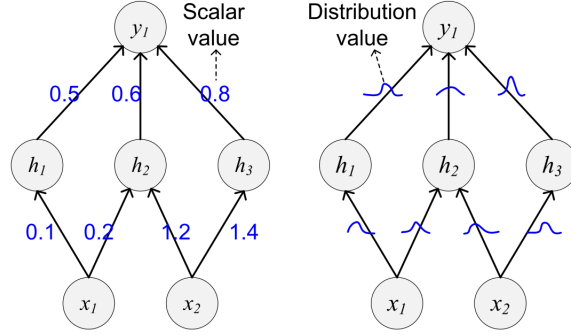 Scalar
value
y1
0.5
0.6
0.8
h1
h2
h3
0.1
0.2
1.2
1.4
x1
x2
Distribution
value
y1
h1
h2
h3
x1
x2